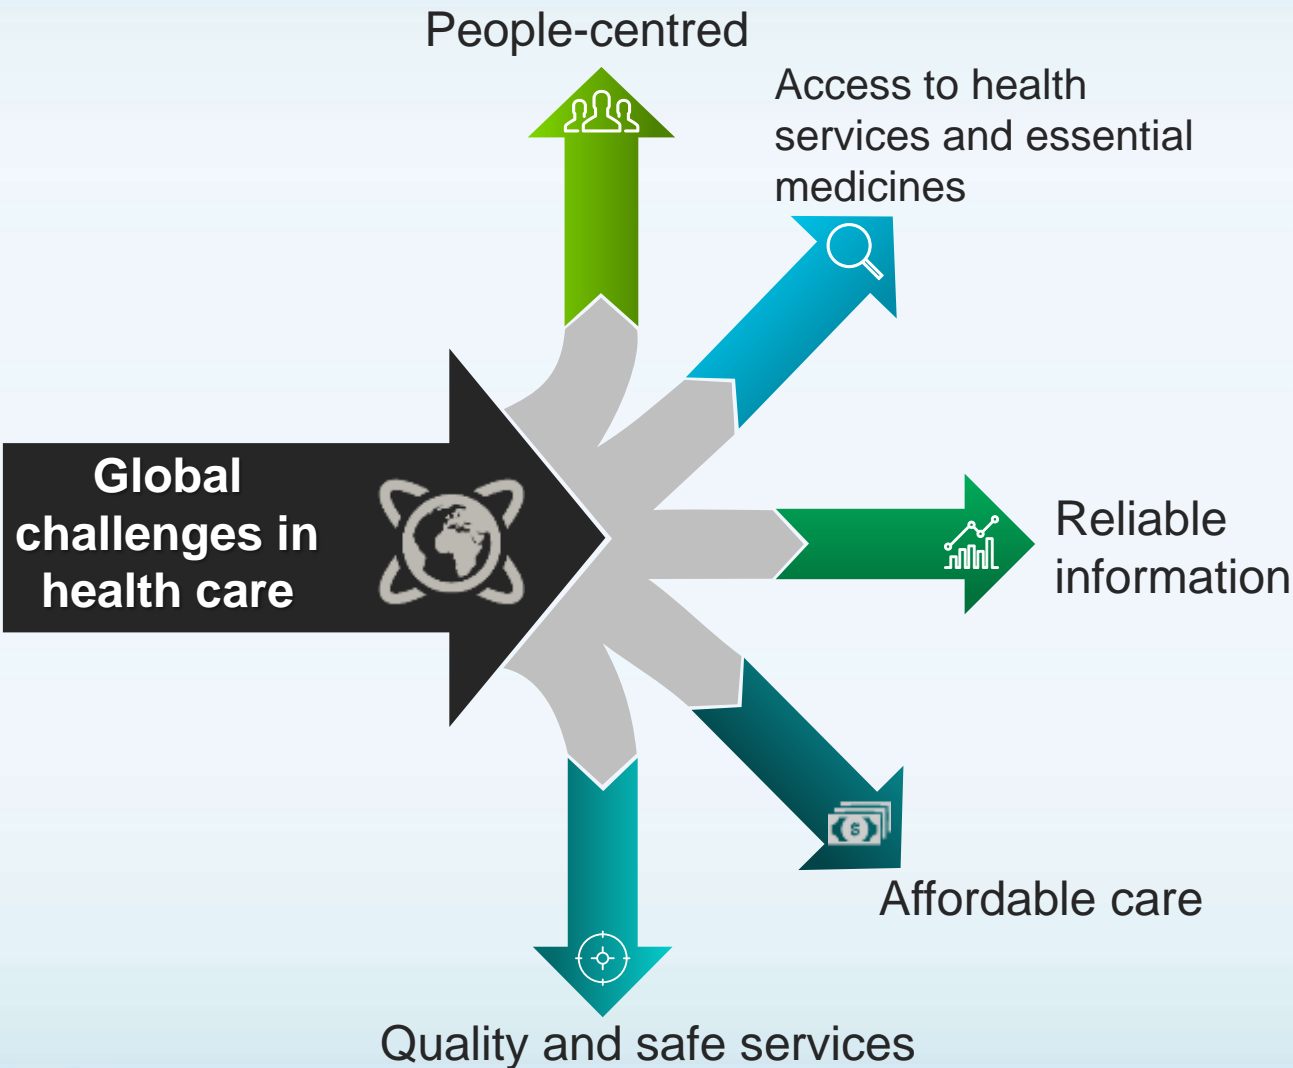 People-centred
Access to health
services and essential
medicines
Global
challenges in
health care
Reliable
information
Affordable care
Quality and safe services